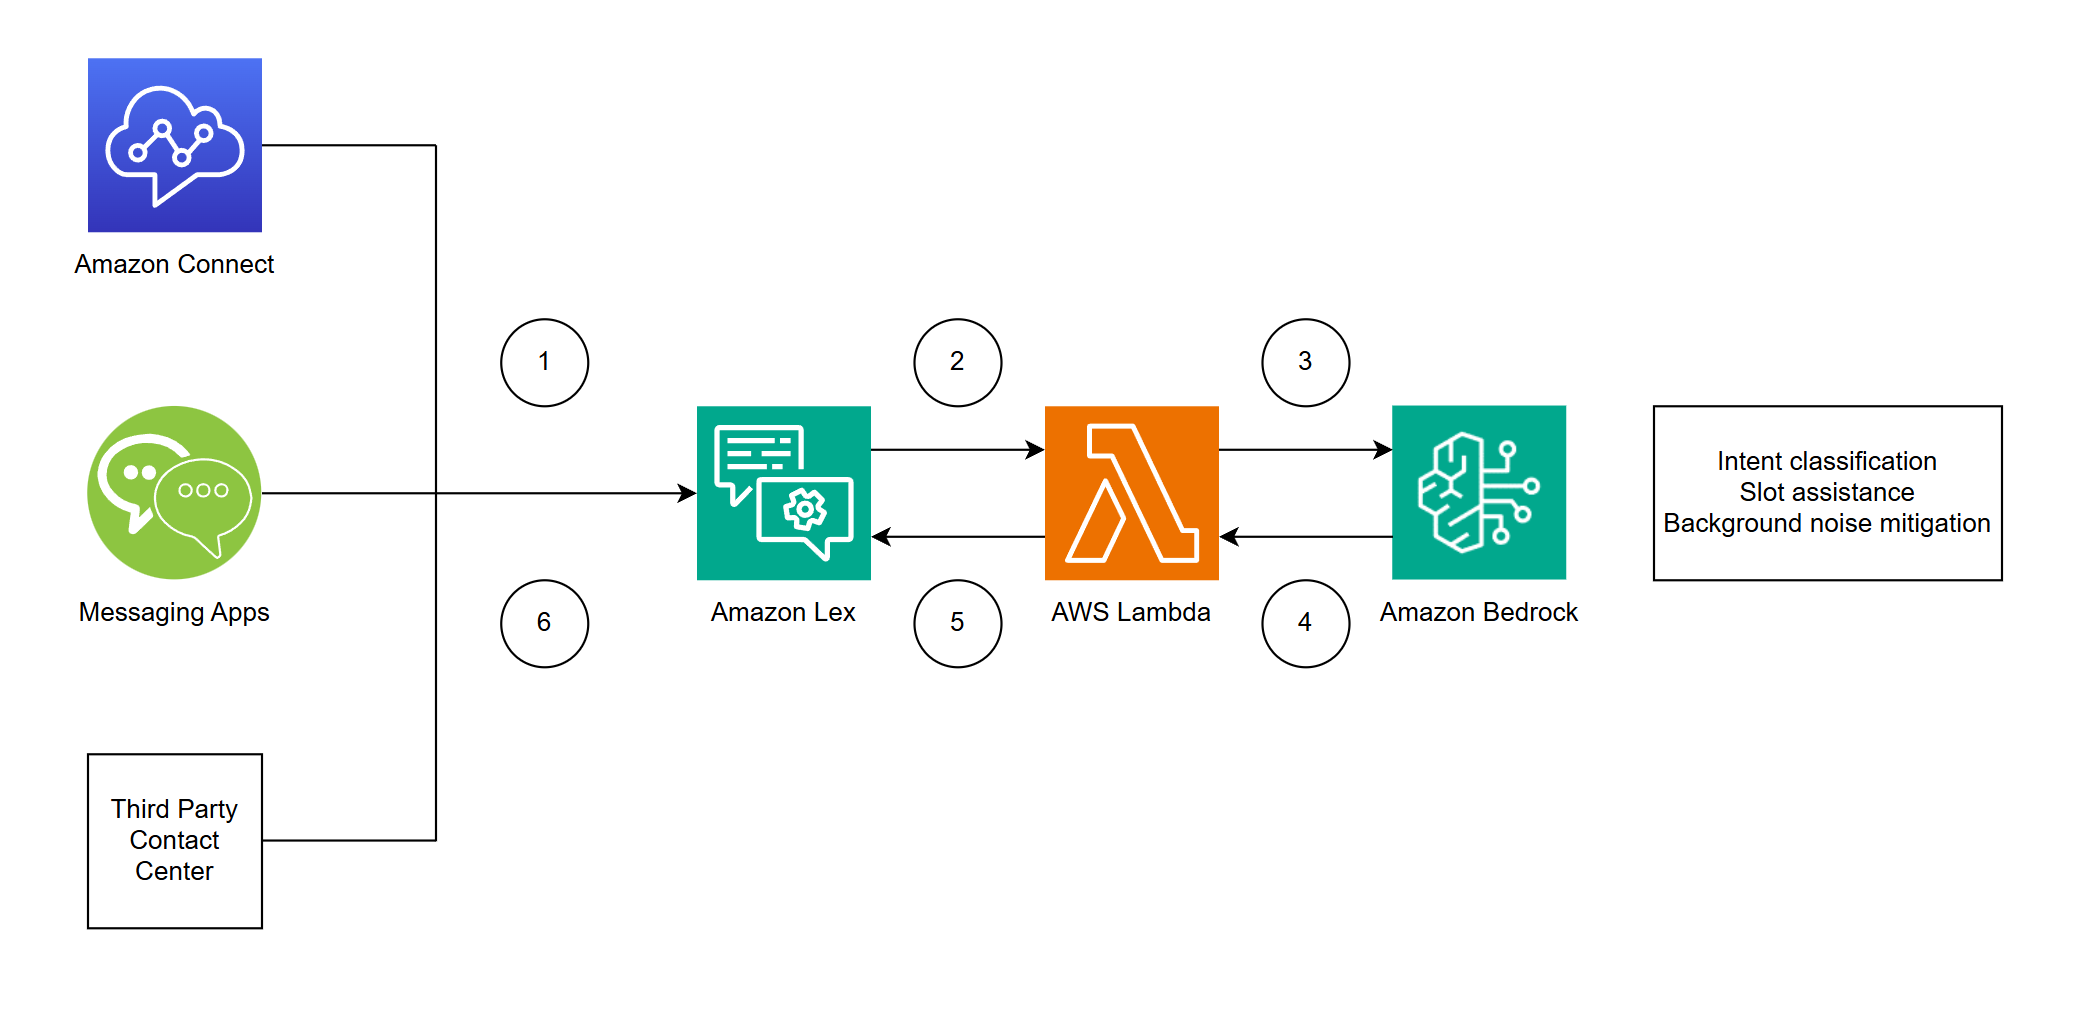 Amazon Connect
1
2
3
Messaging Apps
Amazon Lex
AWS Lambda
Amazon Bedrock
Intent classification
Slot assistance
Background noise mitigation
6
5
4
Third Party
Contact
Center